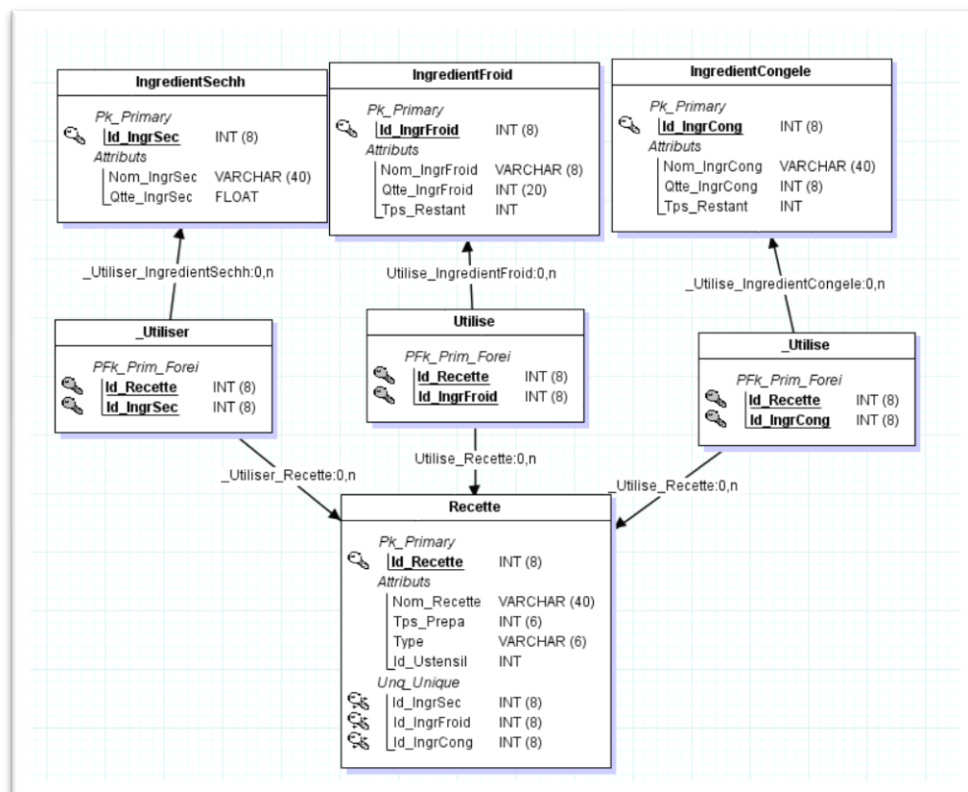 IngredientSechh
Pk_Primary
Id_IngrSec INT (8)
Attributs
Nom_IngrSec VARCHAR (40)
Qtte_IngrSec FLOAT
IngredientFroid
Pk_Primary
Id_IngrFroid INT (8)
Attributs
Nom_IngrFroid VARCHAR (8)
Qtte_IngrFroid INT (20)
Tps_Restant INT
IngredientCongele
Pk_Primary
Id_IngrCong INT (8)
Attributs
Nom_IngrCong VARCHAR (40)
Qtte_IngrCong INT (8)
Tps_Restant INT
_Utiliser_IngredientSechh:0,n
Utilise_IngredientFroid:0,n
_Utilise_IngredientCongele:0,n
_Utiliser
PFk_Prim_Forei
Id_Recette INT (8)
Id_IngrSec INT (8)
Utilise
PFk_Prim_Forei
Id_Recette INT (8)
Id_IngrFroid INT (8)
_Utilise
PFk_Prim_Forei
Id_Recette INT (8)
Id_IngrCong INT (8)
_Utiliser_Recette:0,n
Utilise_Recette:0,n
_Utilise_Recette:0,n
Recette
Pk_Primary
Id_Recette INT (8)
Attributs
Nom_Recette VARCHAR (40)
Tps_Prepa INT (6)
Type VARCHAR (6)
Id_Ustensil INT
Unq_Unique
Id_IngrSec INT (8)
Id_IngrFroid INT (8)
Id_IngrCong INT (8)